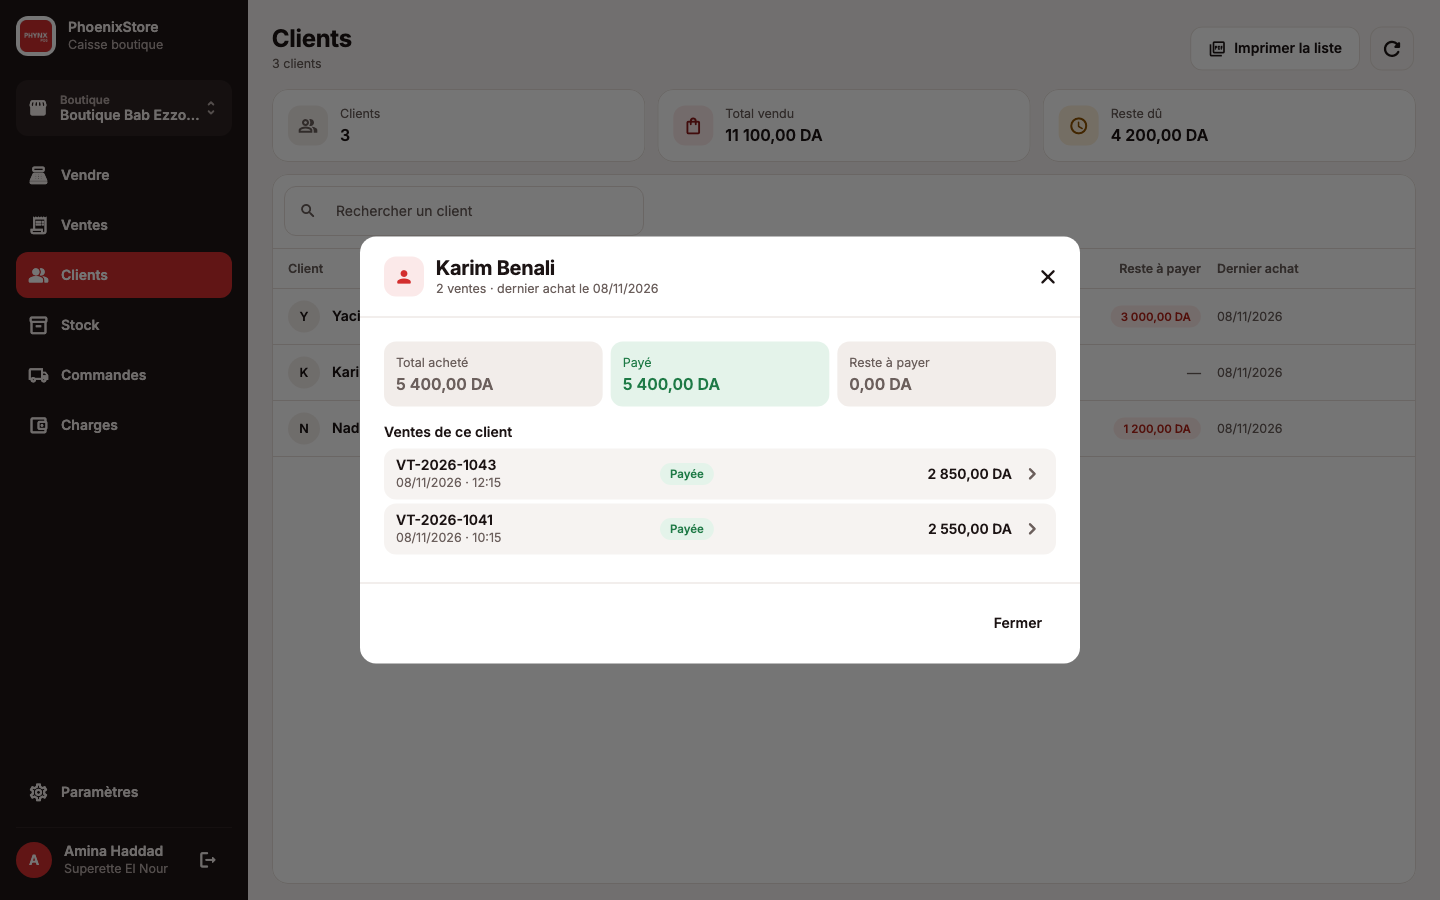 PHYNX
PhoenixStore
Caisse boutique
Boutique
Boutique Bab Ezzo...
Vendre
Ventes
Clients
Stock
Commandes
Charges
Paramètres
A
Amina Haddad
Superette El Nour
Clients
3 clients
Imprimer la liste
Clients
3
Total vendu
11 100,00 DA
Reste dû
4 200,00 DA
Rechercher un client
Client
Reste à payer
Dernier achat
Y
Yaci
3 000,00 DA
08/11/2026
K
Kari
—
08/11/2026
N
Nad
1 200,00 DA
08/11/2026
Karim Benali
2 ventes · dernier achat le 08/11/2026
Total acheté
5 400,00 DA
Payé
5 400,00 DA
Reste à payer
0,00 DA
Ventes de ce client
VT-2026-1043
08/11/2026 · 12:15
Payée
2 850,00 DA
VT-2026-1041
08/11/2026 · 10:15
Payée
2 550,00 DA
Fermer